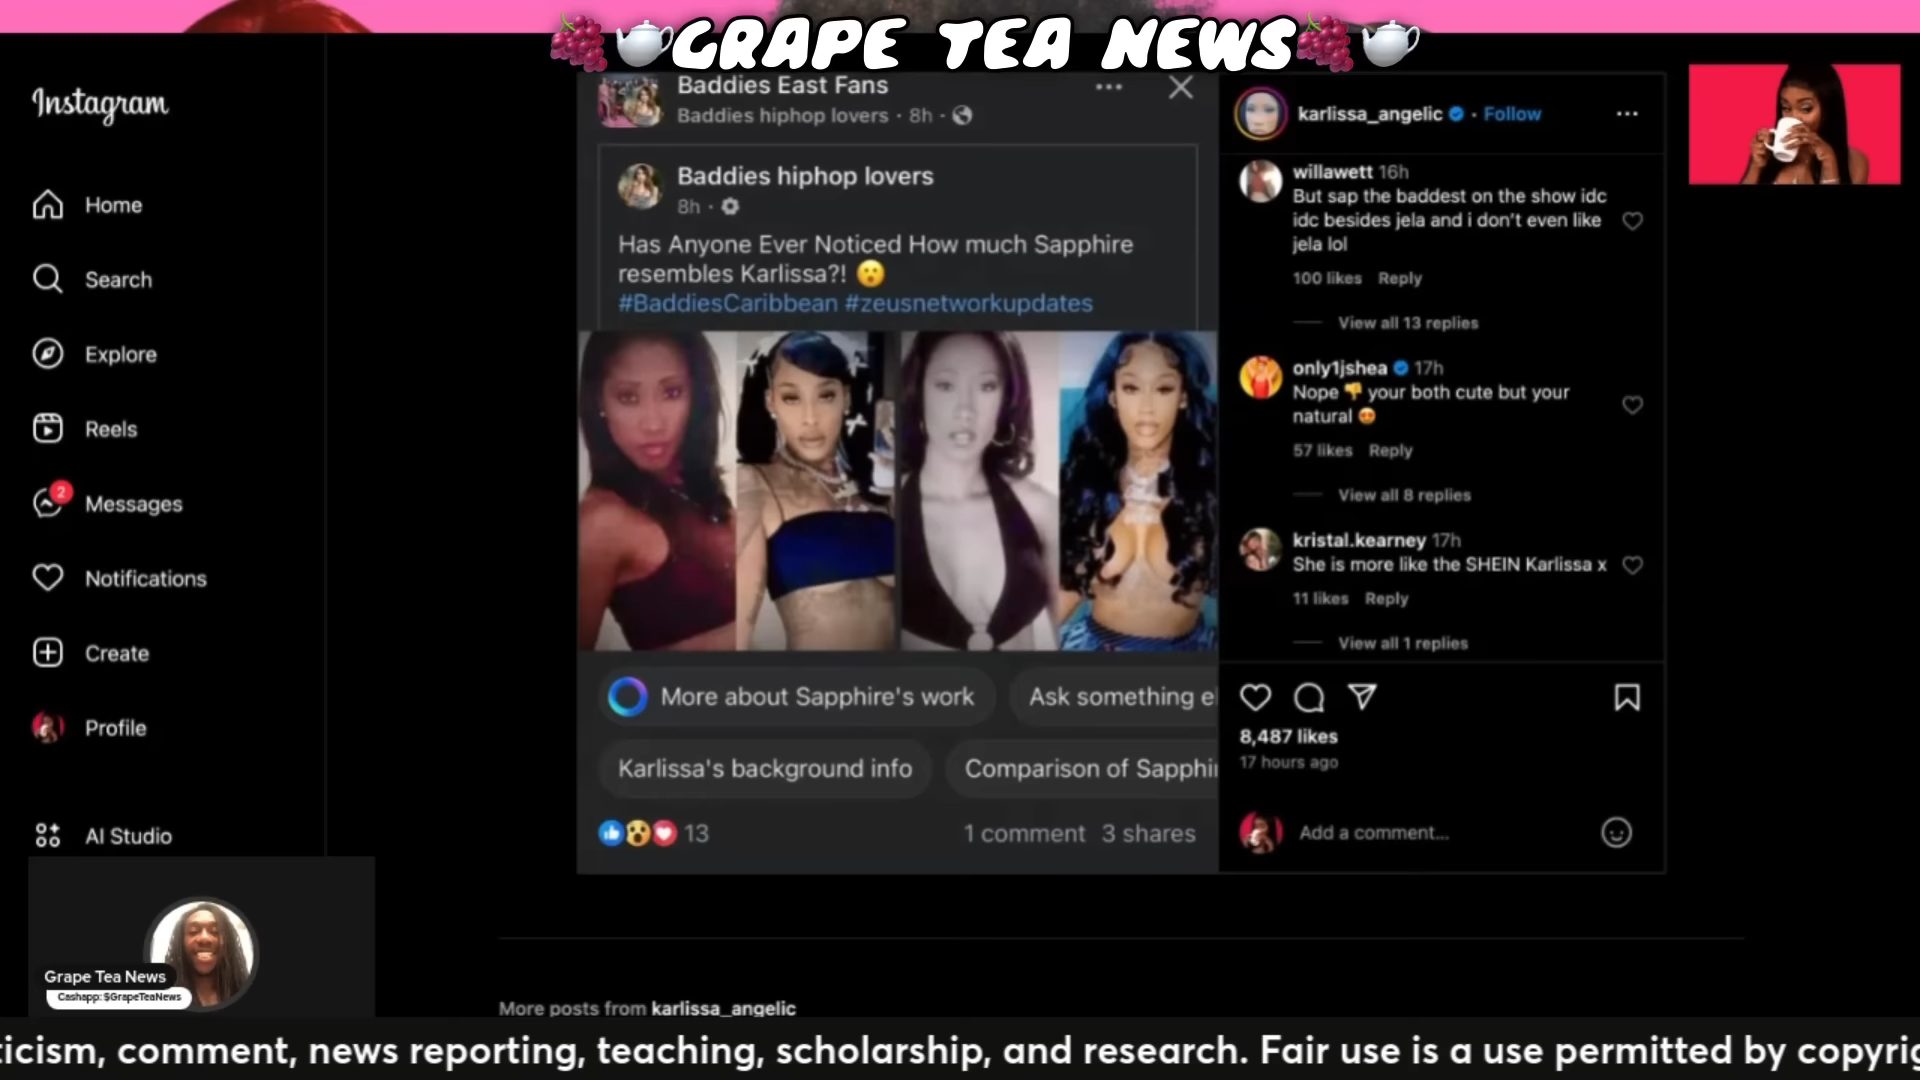 GRAPE TEA NEWS
Instagram
Home
Search
Explore
Reels
2
Messages
Notifications
Create
Profile
AI Studio
Grape Tea News
Cashapp: $GrapeTeaNews
Baddies East Fans
Baddies hiphop lovers · 8h ·
Baddies hiphop lovers
8h ·
Has Anyone Ever Noticed How much Sapphire
resembles Karlissa?! 😮
#BaddiesCaribbean #zeusnetworkupdates
More about Sapphire's work
Ask something el
Karlissa's background info
Comparison of Sapphi
13
1 comment 3 shares
karlissa_angelic · Follow
willawett 16h
But sap the baddest on the show idc
idc besides jela and i don't even like
jela lol
100 likes Reply
View all 13 replies
only1jshea 17h
Nope 👎 your both cute but your
natural 😍
57 likes Reply
View all 8 replies
kristal.kearney 17h
She is more like the SHEIN Karlissa x
11 likes Reply
View all 1 replies
8,487 likes
17 hours ago
Add a comment...
More posts from karlissa_angelic
ticism, comment, news reporting, teaching, scholarship, and research. Fair use is a use permitted by copyrig